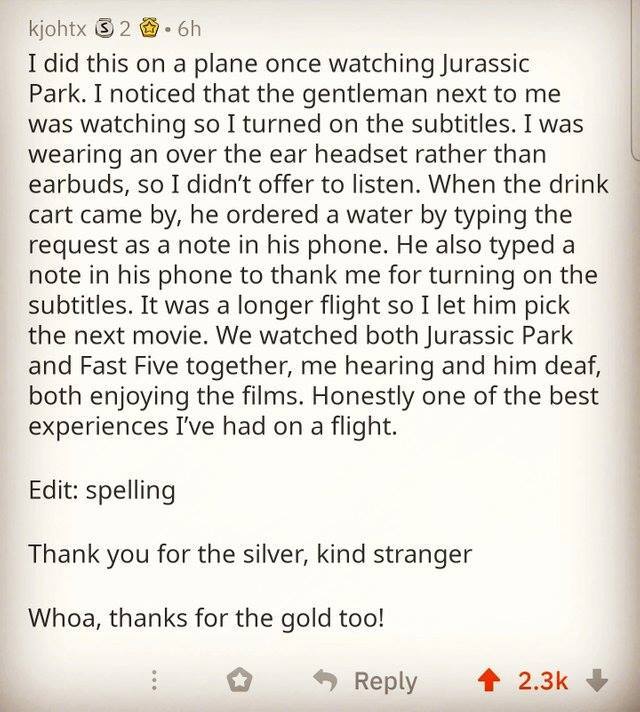 kjohtx S 2 • 6h
I did this on a plane once watching Jurassic
Park. I noticed that the gentleman next to me
was watching so I turned on the subtitles. I was
wearing an over the ear headset rather than
earbuds, so I didn't offer to listen. When the drink
cart came by, he ordered a water by typing the
request as a note in his phone. He also typed a
note in his phone to thank me for turning on the
subtitles. It was a longer flight so I let him pick
the next movie. We watched both Jurassic Park
and Fast Five together, me hearing and him deaf,
both enjoying the films. Honestly one of the best
experiences I've had on a flight.
Edit: spelling
Thank you for the silver, kind stranger
Whoa, thanks for the gold too!
Reply 2.3k